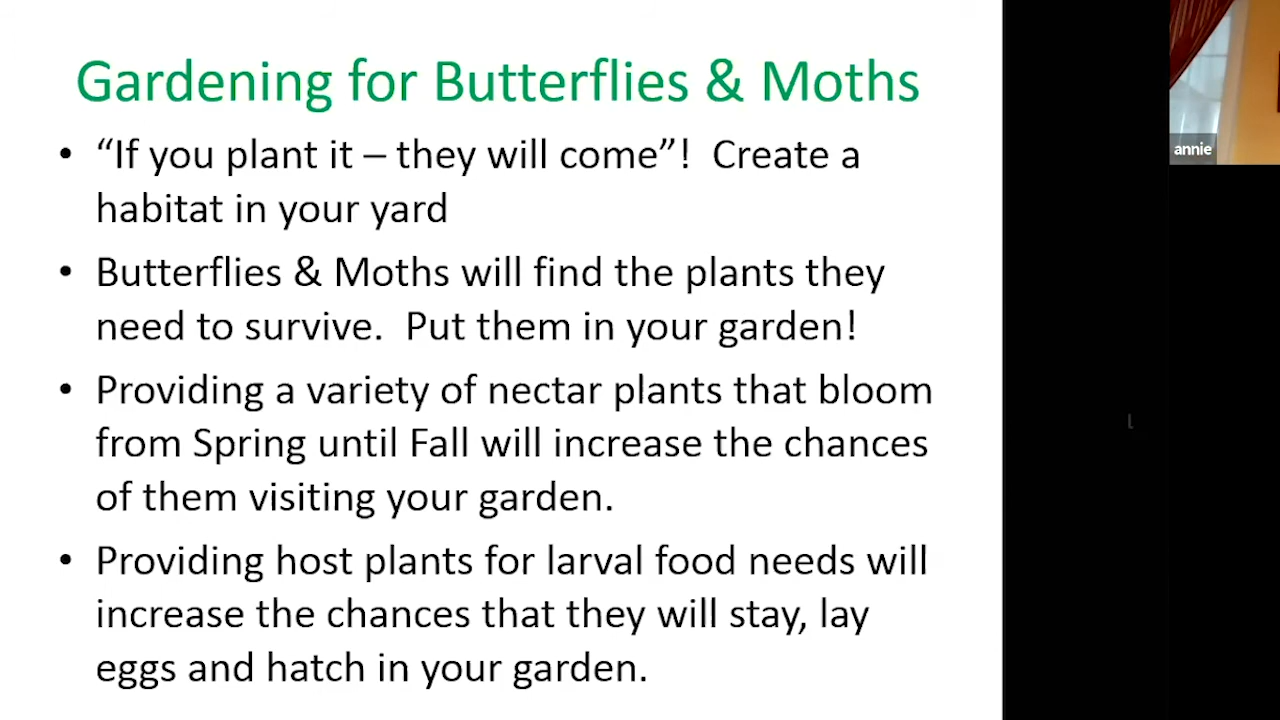 Gardening for Butterflies & Moths
• “If you plant it – they will come”!  Create a
habitat in your yard
• Butterflies & Moths will find the plants they
need to survive.  Put them in your garden!
• Providing a variety of nectar plants that bloom
from Spring until Fall will increase the chances
of them visiting your garden.
• Providing host plants for larval food needs will
increase the chances that they will stay, lay
eggs and hatch in your garden.
annie